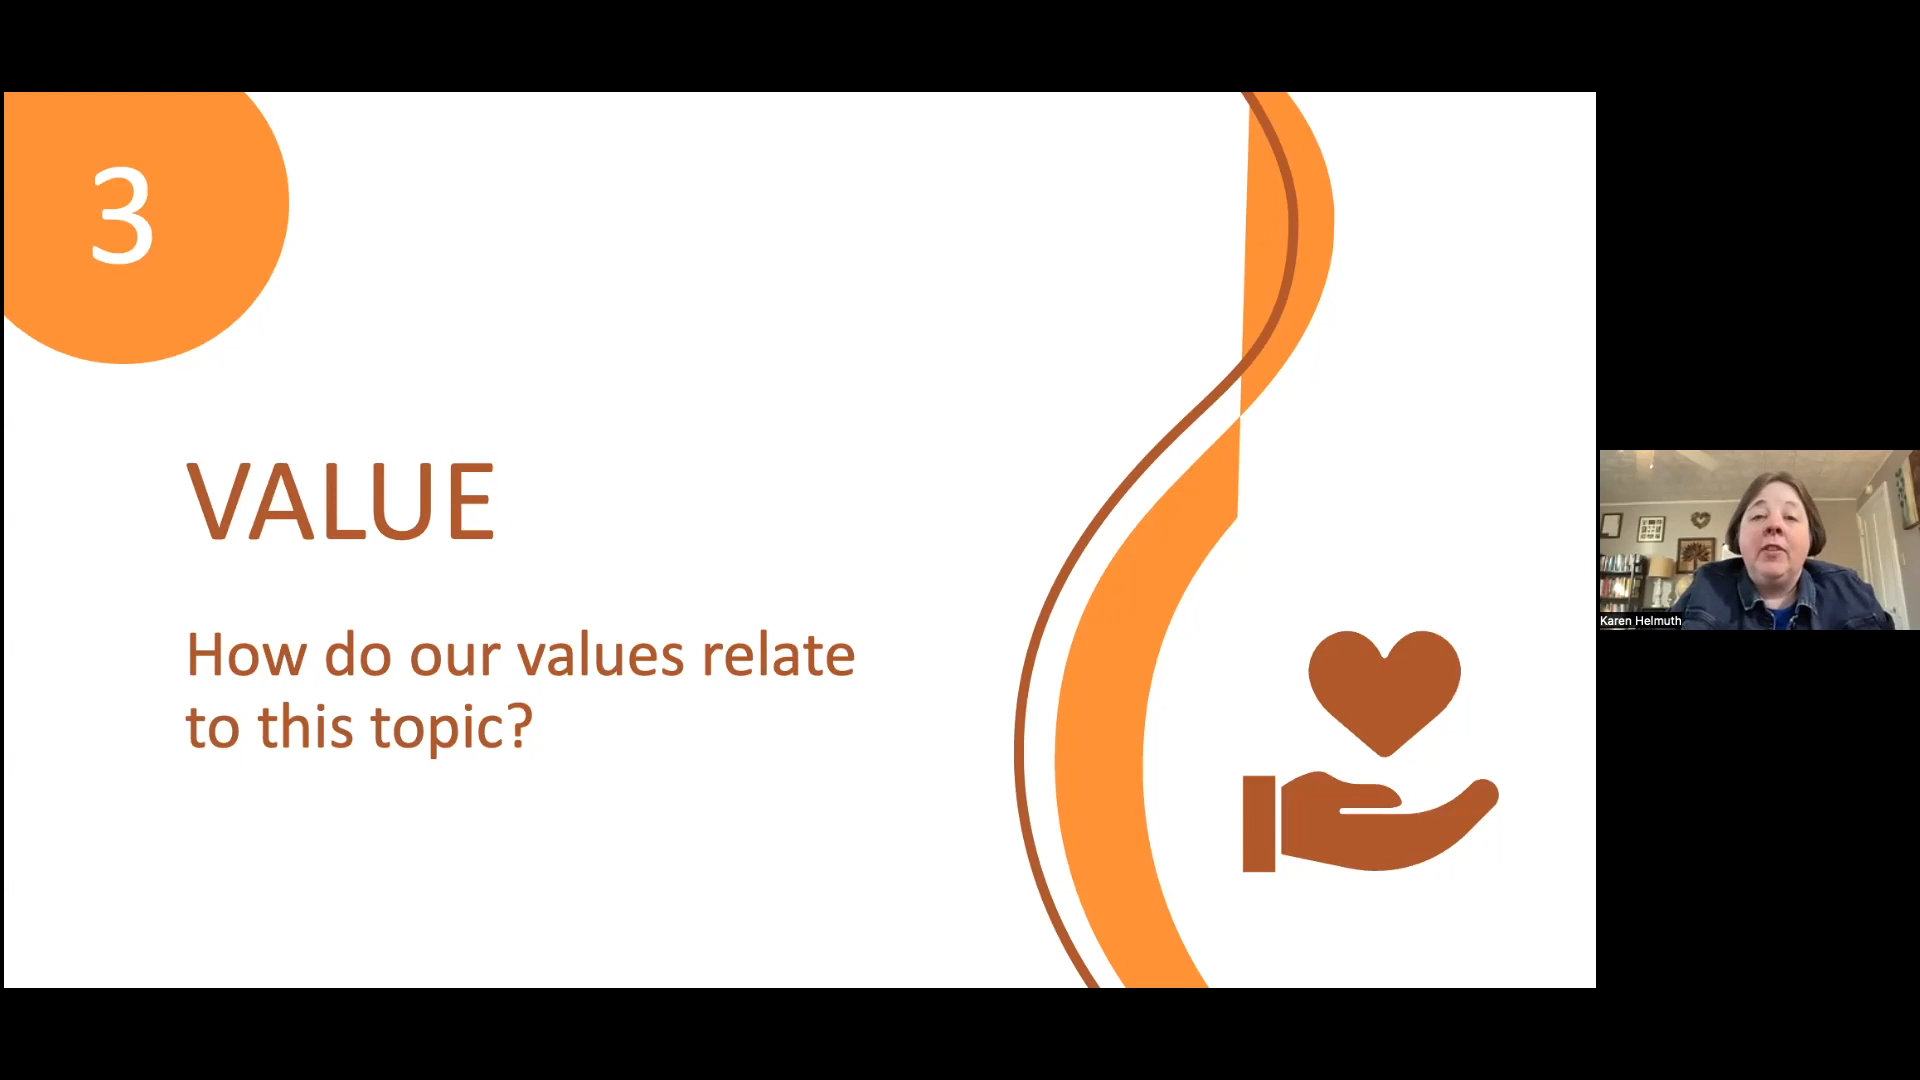 3
VALUE
How do our values relate
to this topic?
Karen Helmuth